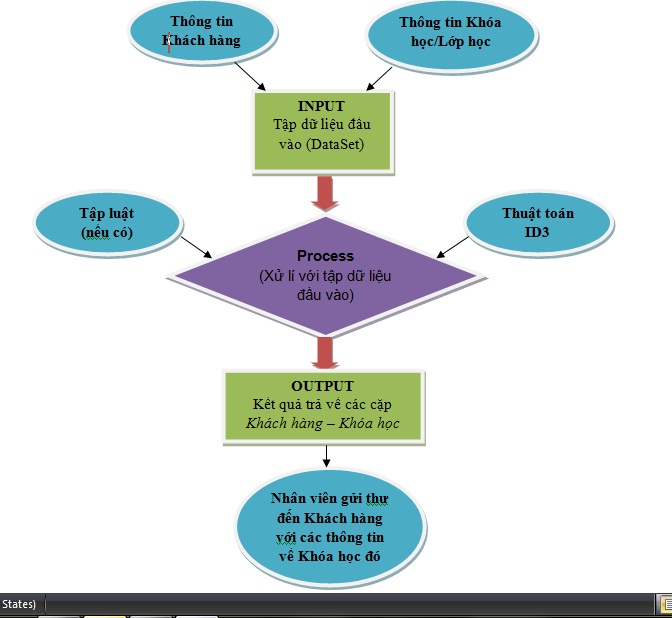 Thông tin
Khách hàng
Thông tin Khóa
học/Lớp học
INPUT
Tập dữ liệu đầu
vào (DataSet)
Tập luật
(nếu có)
Thuật toán
ID3
Process
(Xử lí với tập dữ liệu
đầu vào)
OUTPUT
Kết quả trả về các cặp
Khách hàng – Khóa học
Nhân viên gửi thư
đến Khách hàng
với các thông tin
về Khóa học đó
States)